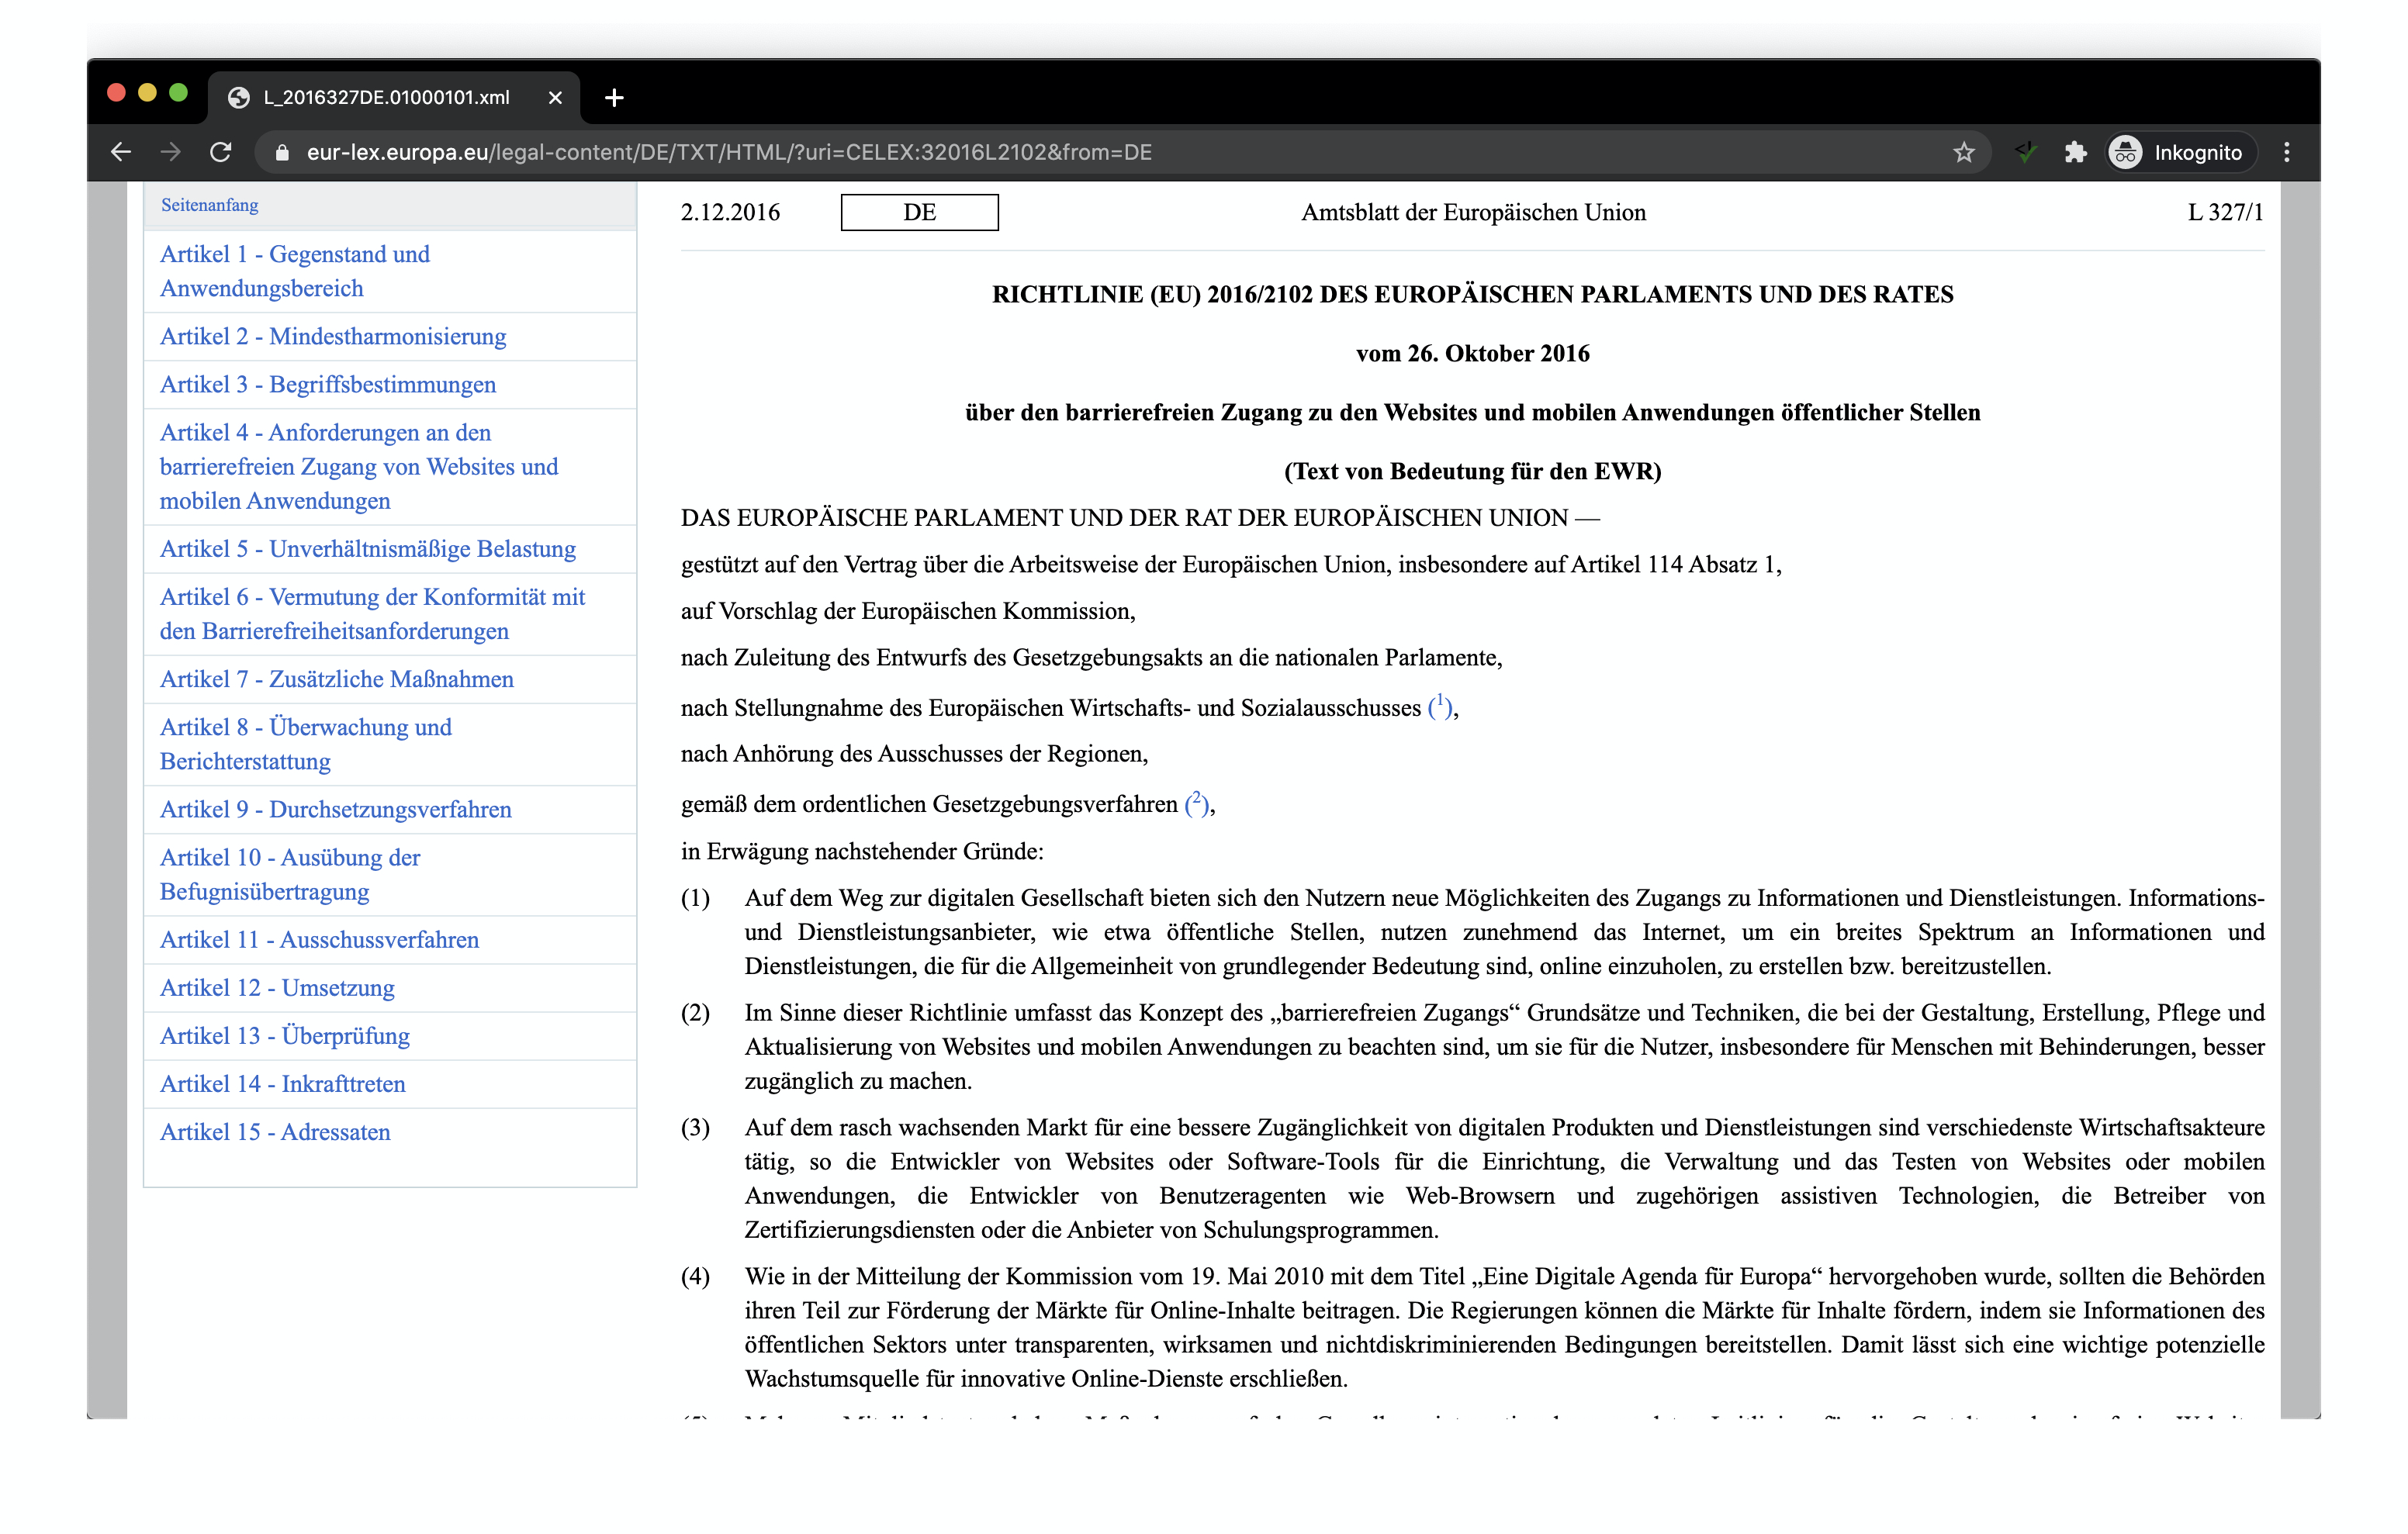 L_2016327DE.01000101.xml
eur-lex.europa.eu/legal-content/DE/TXT/HTML/?uri=CELEX:32016L2102&from=DE
Inkognito
Seitenanfang
Artikel 1 - Gegenstand und
Anwendungsbereich
Artikel 2 - Mindestharmonisierung
Artikel 3 - Begriffsbestimmungen
Artikel 4 - Anforderungen an den
barrierefreien Zugang von Websites und
mobilen Anwendungen
Artikel 5 - Unverhältnismäßige Belastung
Artikel 6 - Vermutung der Konformität mit
den Barrierefreiheitsanforderungen
Artikel 7 - Zusätzliche Maßnahmen
Artikel 8 - Überwachung und
Berichterstattung
Artikel 9 - Durchsetzungsverfahren
Artikel 10 - Ausübung der
Befugnisübertragung
Artikel 11 - Ausschussverfahren
Artikel 12 - Umsetzung
Artikel 13 - Überprüfung
Artikel 14 - Inkrafttreten
Artikel 15 - Adressaten
2.12.2016 DE Amtsblatt der Europäischen Union L 327/1
RICHTLINIE (EU) 2016/2102 DES EUROPÄISCHEN PARLAMENTS UND DES RATES
vom 26. Oktober 2016
über den barrierefreien Zugang zu den Websites und mobilen Anwendungen öffentlicher Stellen
(Text von Bedeutung für den EWR)
DAS EUROPÄISCHE PARLAMENT UND DER RAT DER EUROPÄISCHEN UNION —
gestützt auf den Vertrag über die Arbeitsweise der Europäischen Union, insbesondere auf Artikel 114 Absatz 1,
auf Vorschlag der Europäischen Kommission,
nach Zuleitung des Entwurfs des Gesetzgebungsakts an die nationalen Parlamente,
nach Stellungnahme des Europäischen Wirtschafts- und Sozialausschusses (1),
nach Anhörung des Ausschusses der Regionen,
gemäß dem ordentlichen Gesetzgebungsverfahren (2),
in Erwägung nachstehender Gründe:
(1) Auf dem Weg zur digitalen Gesellschaft bieten sich den Nutzern neue Möglichkeiten des Zugangs zu Informationen und Dienstleistungen. Informations-
und Dienstleistungsanbieter, wie etwa öffentliche Stellen, nutzen zunehmend das Internet, um ein breites Spektrum an Informationen und
Dienstleistungen, die für die Allgemeinheit von grundlegender Bedeutung sind, online einzuholen, zu erstellen bzw. bereitzustellen.
(2) Im Sinne dieser Richtlinie umfasst das Konzept des „barrierefreien Zugangs“ Grundsätze und Techniken, die bei der Gestaltung, Erstellung, Pflege und
Aktualisierung von Websites und mobilen Anwendungen zu beachten sind, um sie für die Nutzer, insbesondere für Menschen mit Behinderungen, besser
zugänglich zu machen.
(3) Auf dem rasch wachsenden Markt für eine bessere Zugänglichkeit von digitalen Produkten und Dienstleistungen sind verschiedenste Wirtschaftsakteure
tätig, so die Entwickler von Websites oder Software-Tools für die Einrichtung, die Verwaltung und das Testen von Websites oder mobilen
Anwendungen, die Entwickler von Benutzeragenten wie Web-Browsern und zugehörigen assistiven Technologien, die Betreiber von
Zertifizierungsdiensten oder die Anbieter von Schulungsprogrammen.
(4) Wie in der Mitteilung der Kommission vom 19. Mai 2010 mit dem Titel „Eine Digitale Agenda für Europa“ hervorgehoben wurde, sollten die Behörden
ihren Teil zur Förderung der Märkte für Online-Inhalte beitragen. Die Regierungen können die Märkte für Inhalte fördern, indem sie Informationen des
öffentlichen Sektors unter transparenten, wirksamen und nichtdiskriminierenden Bedingungen bereitstellen. Damit lässt sich eine wichtige potenzielle
Wachstumsquelle für innovative Online-Dienste erschließen.